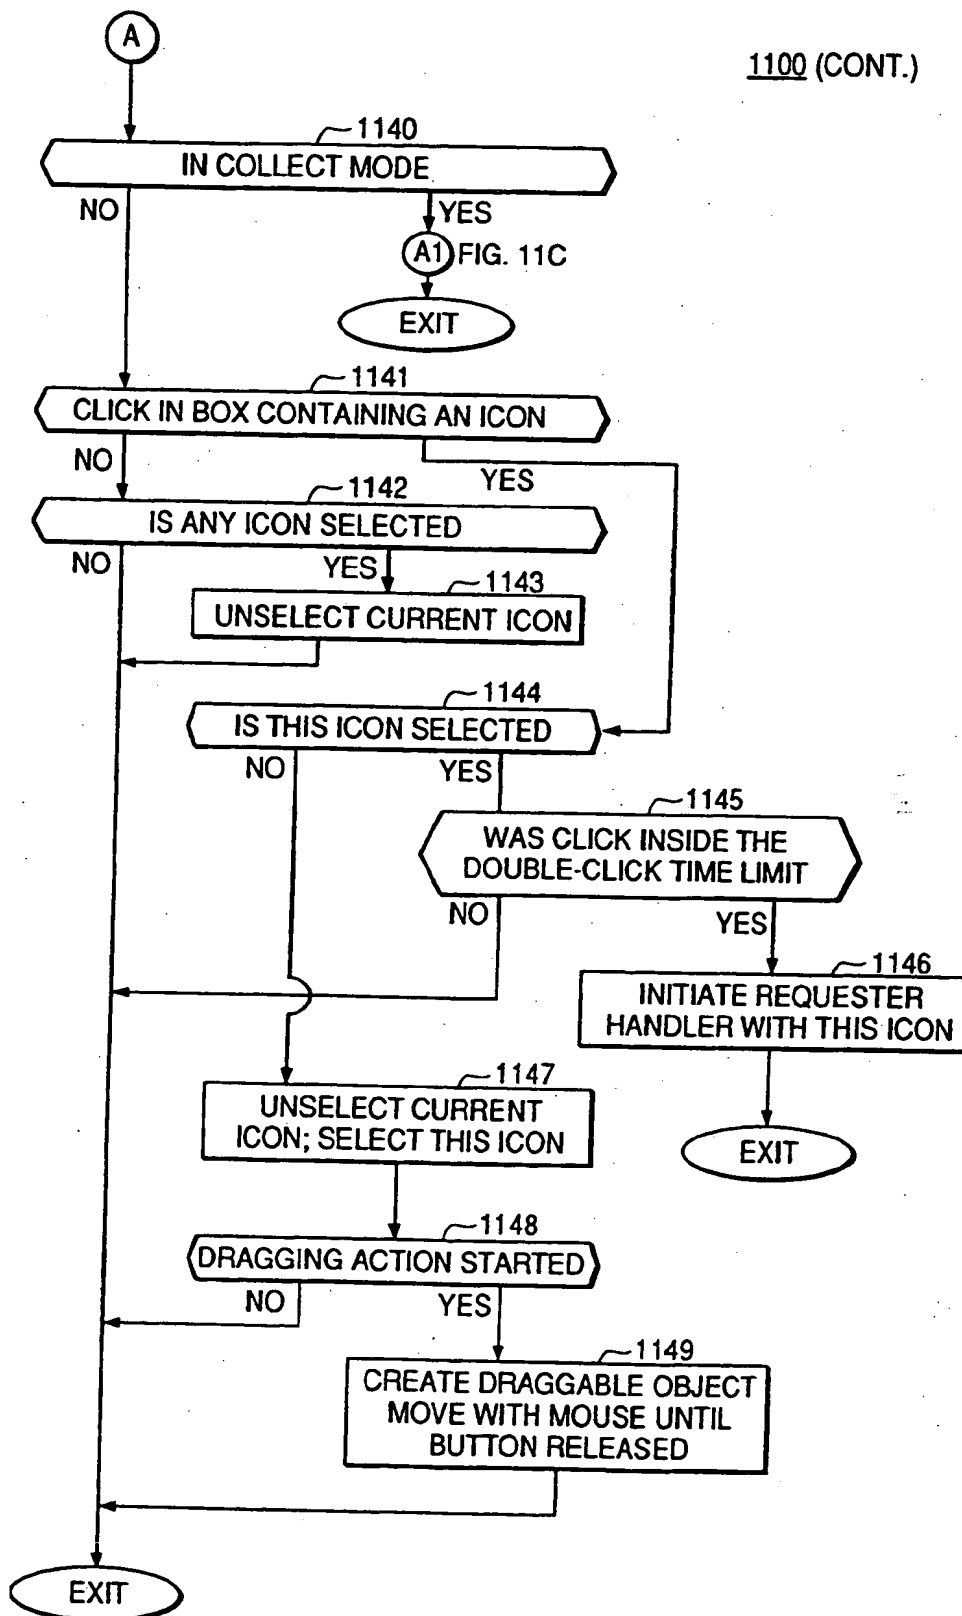 A
1100 (CONT.)
1140
IN COLLECT MODE
NO
YES
A1 FIG. 11C
EXIT
1141
CLICK IN BOX CONTAINING AN ICON
NO
YES
1142
IS ANY ICON SELECTED
NO
YES
1143
UNSELECT CURRENT ICON
1144
IS THIS ICON SELECTED
NO
YES
1145
WAS CLICK INSIDE THE
DOUBLE-CLICK TIME LIMIT
NO
YES
1146
INITIATE REQUESTER
HANDLER WITH THIS ICON
1147
UNSELECT CURRENT
ICON; SELECT THIS ICON
EXIT
1148
DRAGGING ACTION STARTED
NO
YES
1149
CREATE DRAGGABLE OBJECT
MOVE WITH MOUSE UNTIL
BUTTON RELEASED
EXIT